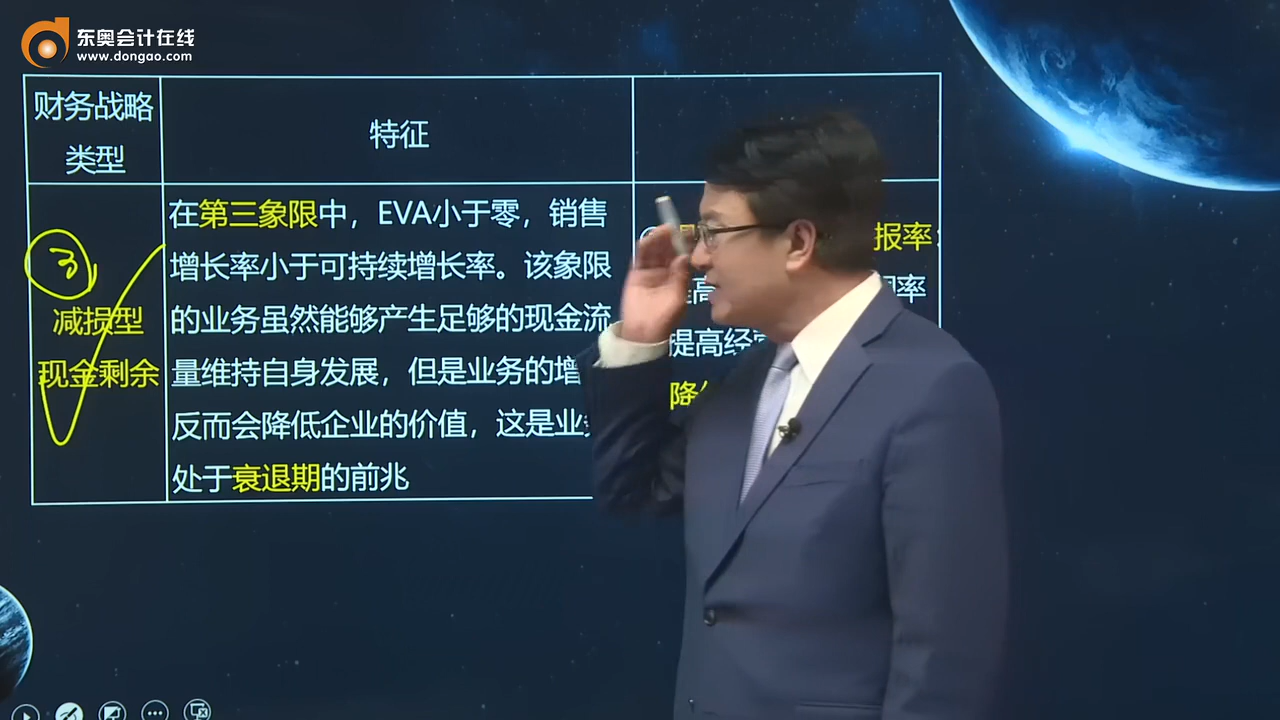 东奥会计在线
www.dongao.com
财务战略
类型
特征
③
减损型
现金剩余
在第三象限中，EVA小于零，销售
增长率小于可持续增长率。该象限
的业务虽然能够产生足够的现金流
量维持自身发展，但是业务的增
反而会降低企业的价值，这是业
处于衰退期的前兆
报率
提高
率
提高经
降